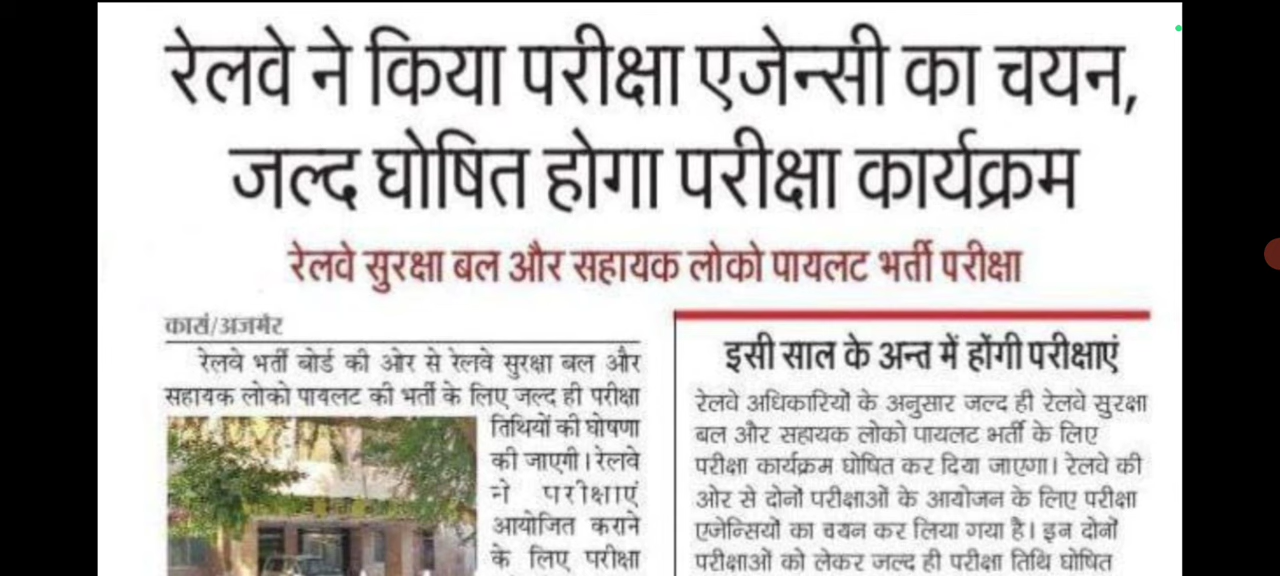 रेलवे ने किया परीक्षा एजेन्सी का चयन,
जल्द घोषित होगा परीक्षा कार्यक्रम
रेलवे सुरक्षा बल और सहायक लोको पायलट भर्ती परीक्षा
कासं/अजमेर
रेलवे भर्ती बोर्ड की ओर से रेलवे सुरक्षा बल और
सहायक लोको पायलट की भर्ती के लिए जल्द ही परीक्षा
तिथियों की घोषणा
की जाएगी। रेलवे
ने परीक्षाएं
आयोजित कराने
के लिए परीक्षा
इसी साल के अन्त में होंगी परीक्षाएं
रेलवे अधिकारियों के अनुसार जल्द ही रेलवे सुरक्षा
बल और सहायक लोको पायलट भर्ती के लिए
परीक्षा कार्यक्रम घोषित कर दिया जाएगा। रेलवे की
ओर से दोनों परीक्षाओं के आयोजन के लिए परीक्षा
एजेन्सियों का चयन कर लिया गया है। इन दोनों
परीक्षाओं को लेकर जल्द ही परीक्षा तिथि घोषित